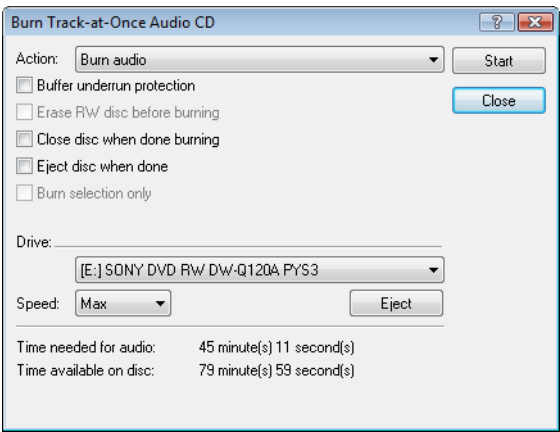 Burn Track-at-Once Audio CD
Action: Burn audio Start
Buffer underrun protection
Close
Erase RW disc before burning
Close disc when done burning
Eject disc when done
Burn selection only
Drive:
[E:] SONY DVD RW DW-Q120A PYS3
Speed: Max Eject
Time needed for audio: 45 minute(s) 11 second(s)
Time available on disc: 79 minute(s) 59 second(s)